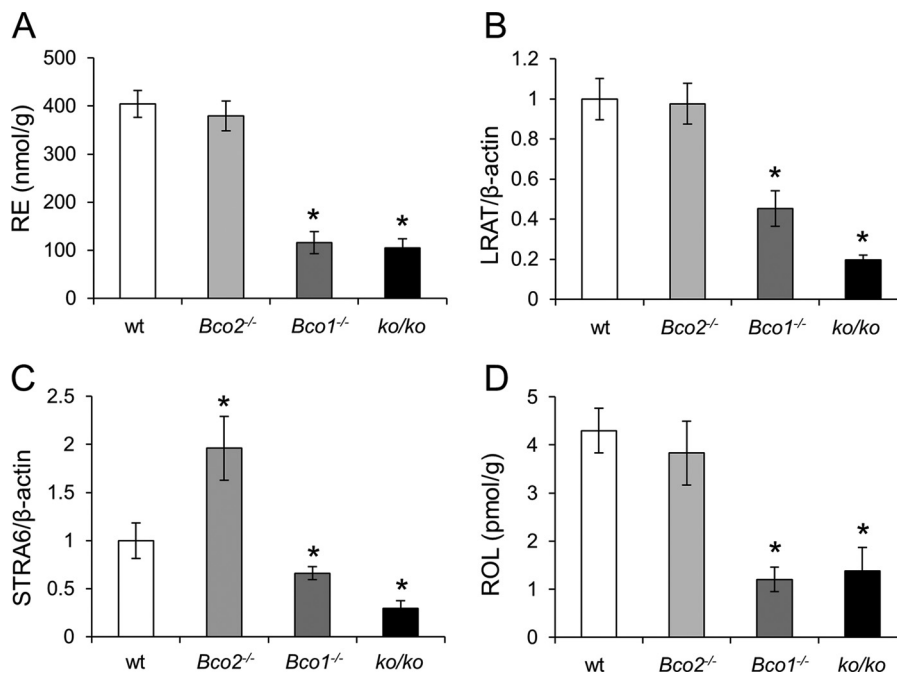 A
RE (nmol/g)
500
400
300
200
100
0
*
*
wt
Bco2-/-
Bco1-/-
ko/ko
B
LRAT/β-actin
1.2
1
0.8
0.6
0.4
0.2
0
*
*
wt
Bco2-/-
Bco1-/-
ko/ko
C
STRA6/β-actin
2.5
2
1.5
1
0.5
0
*
*
*
wt
Bco2-/-
Bco1-/-
ko/ko
D
ROL (pmol/g)
5
4
3
2
1
0
*
*
wt
Bco2-/-
Bco1-/-
ko/ko